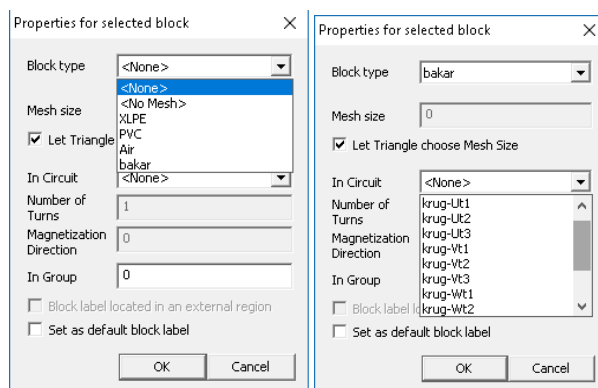 Properties for selected block
Block type <None>
<None>
<No Mesh>
Mesh size
XLPE
Let Triangle PVC
Air
bakar
In Circuit <None>
Number of Turns 1
Magnetization Direction 0
In Group 0
Block label located in an external region
Set as default block label
OK Cancel
Properties for selected block
Block type bakar
Mesh size 0
Let Triangle choose Mesh Size
In Circuit <None>
Number of Turns
krug-Ut1
krug-Ut2
krug-Ut3
Magnetization Direction
krug-Vt1
krug-Vt2
In Group
krug-Vt3
krug-Wt1
Block label lo
krug-Wt2
Set as default block label
OK Cancel